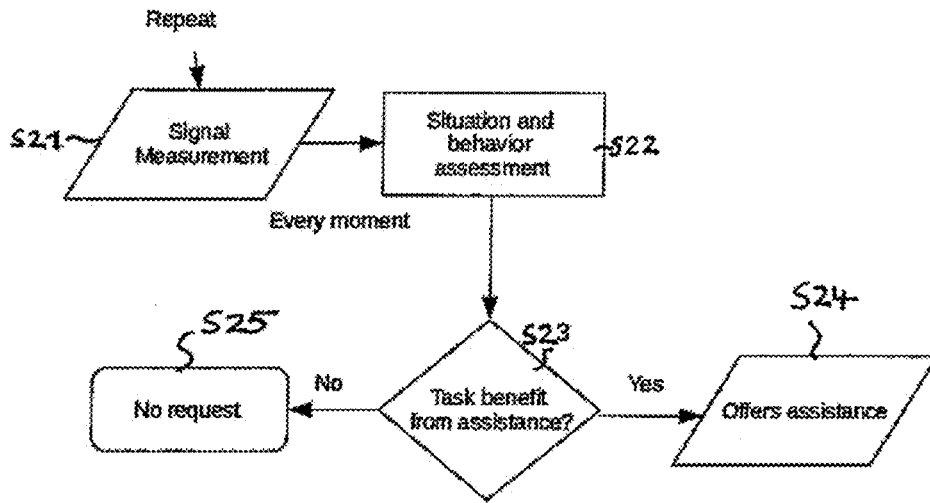 Repeat
S21
Signal
Measurement
Situation and
behavior
assessment
S22
Every moment
S25
S23
S24
No request
No
Task benefit
from assistance?
Yes
Offers assistance